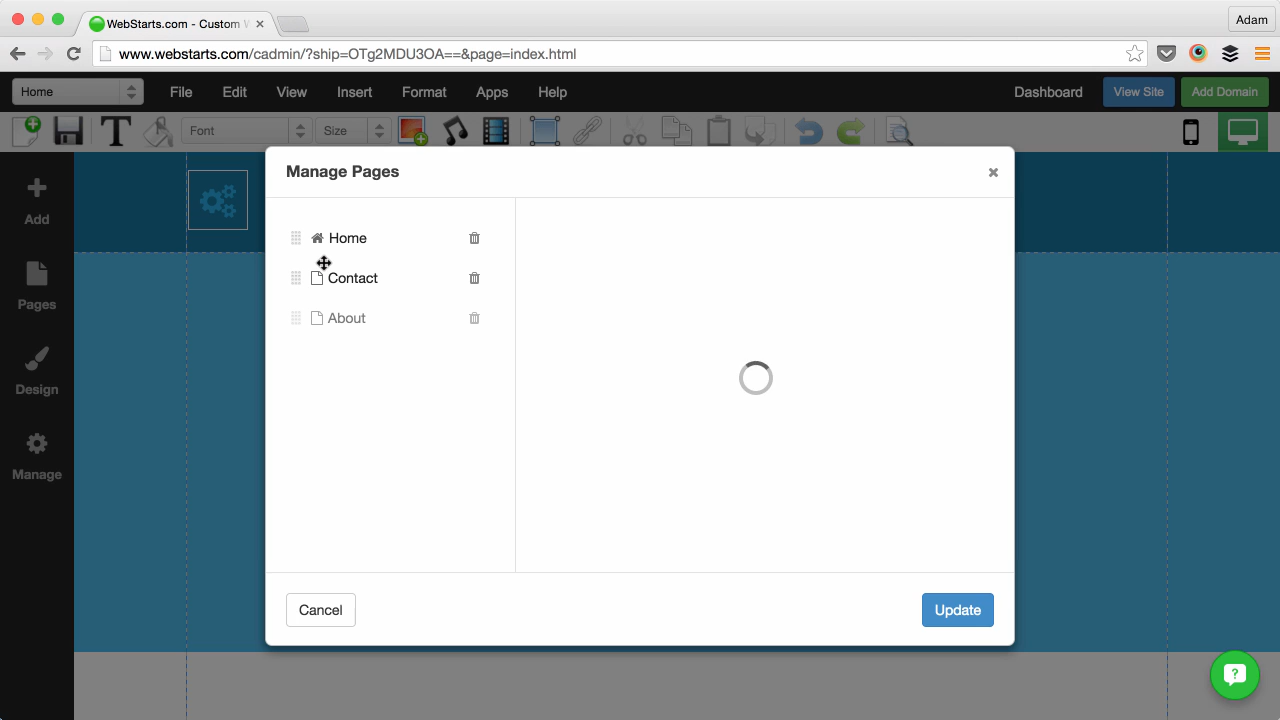 WebStarts.com - Custom W
Adam
www.webstarts.com/cadmin/?ship=OTg2MDU3OA==&page=index.html
Home File Edit View Insert Format Apps Help Dashboard View Site Add Domain
T Font Size
Manage Pages
Add
Home
Contact
Pages
About
Design
Manage
Cancel
Update